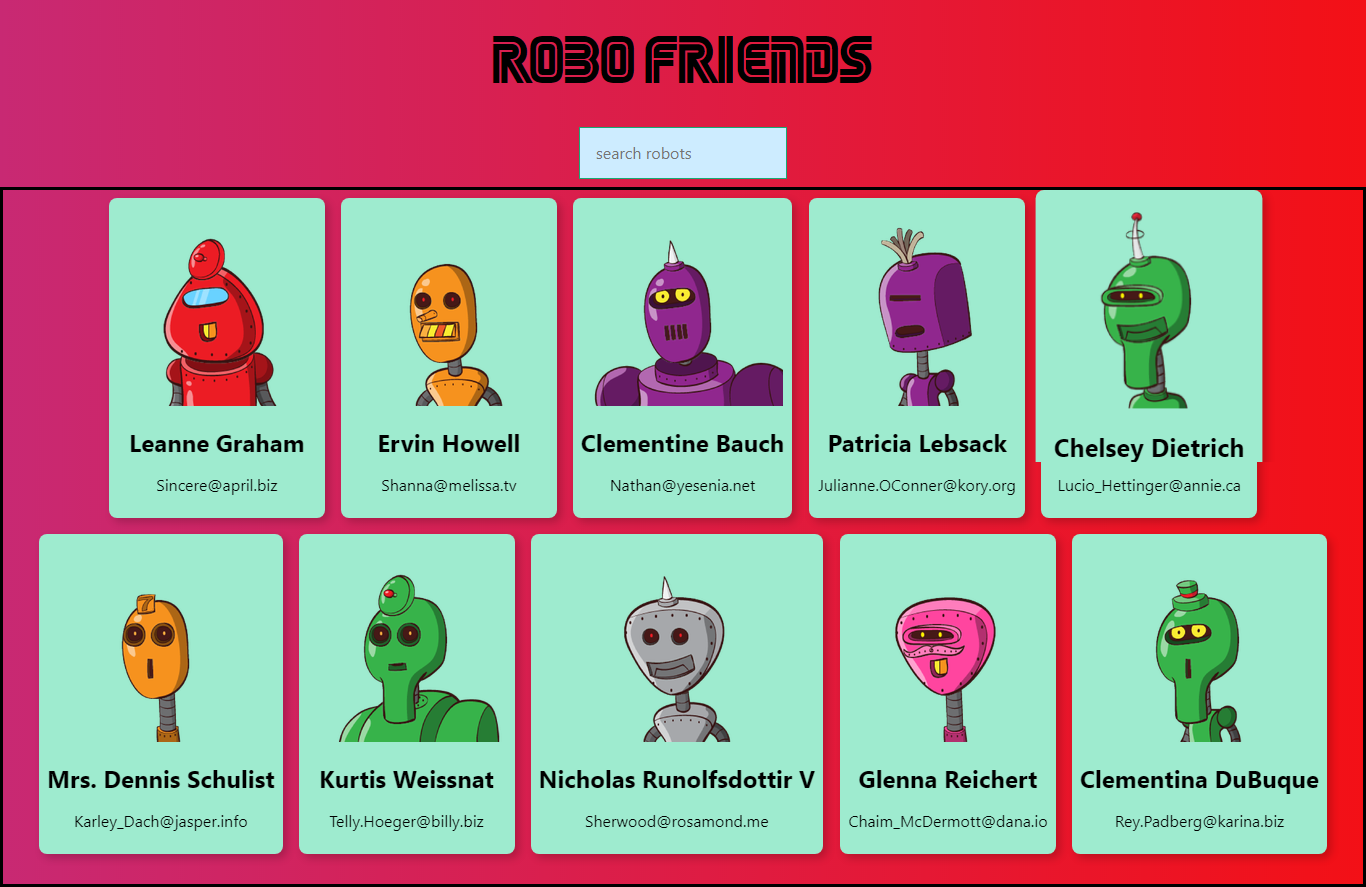 ROBO FRIENDS
search robots
Leanne Graham
Sincere@april.biz
Ervin Howell
Shanna@melissa.tv
Clementine Bauch
Nathan@yesenia.net
Patricia Lebsack
Julianne.OConner@kory.org
Chelsey Dietrich
Lucio_Hettinger@annie.ca
7
Mrs. Dennis Schulist
Karley_Dach@jasper.info
Kurtis Weissnat
Telly.Hoeger@billy.biz
Nicholas Runolfsdottir V
Sherwood@rosamond.me
Glenna Reichert
Chaim_McDermott@dana.io
Clementina DuBuque
Rey.Padberg@karina.biz